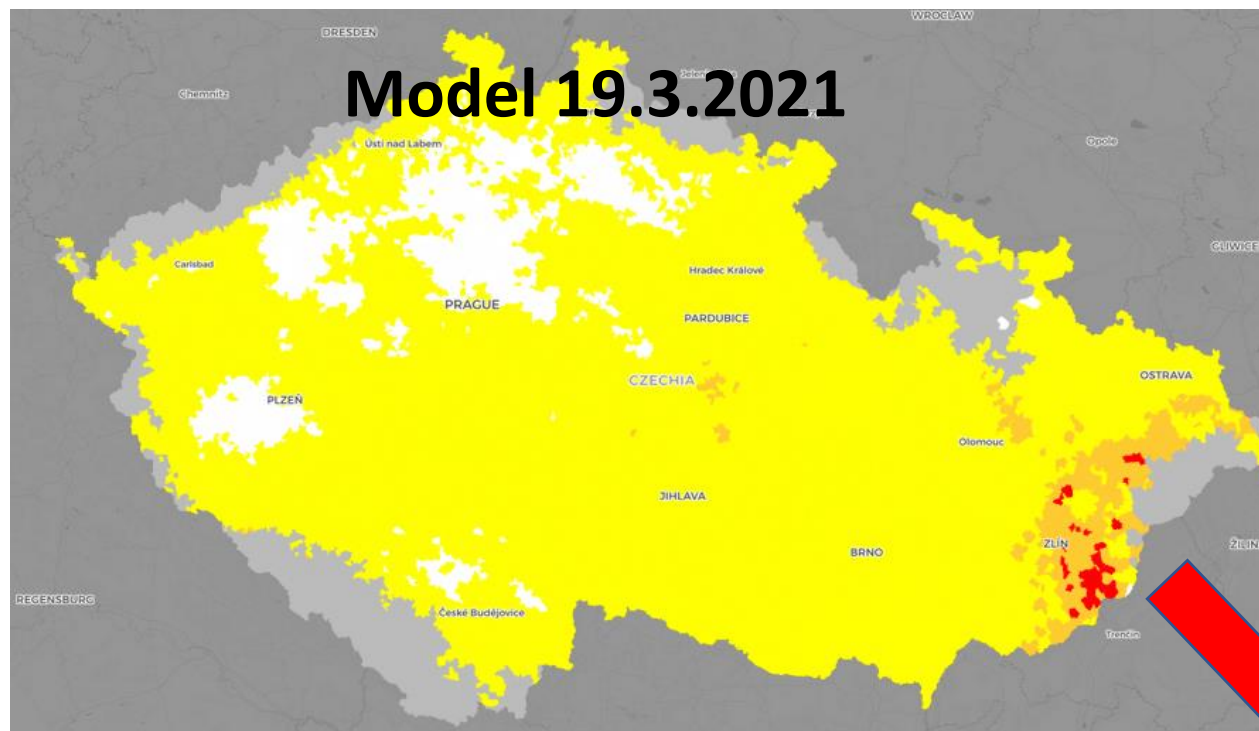 WROCLAW
DRESDEN
Model 19.3.2021
Chemnitz
Ústí nad Labem
Opole
GLIWICE
Carlsbad
Hradec Králové
PRAGUE
PARDUBICE
CZECHIA
OSTRAVA
PLZEŇ
Olomouc
JIHLAVA
BRNO
ZLÍN
ŽILIN
REGENSBURG
České Budějovice
Trenčín